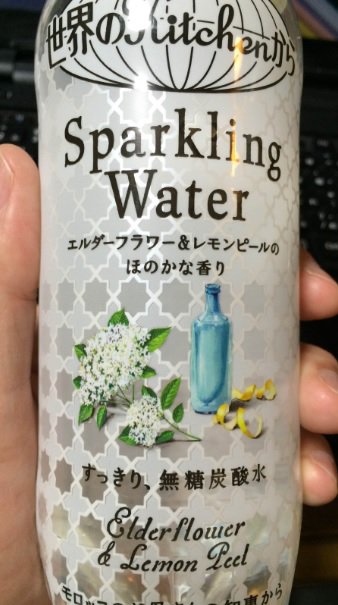 世界のKitchenから
Sparkling
Water
エルダーフラワー&レモンピールの
ほのかな香り
すっきり、無糖炭酸水
Elderflower
& Lemon Peel